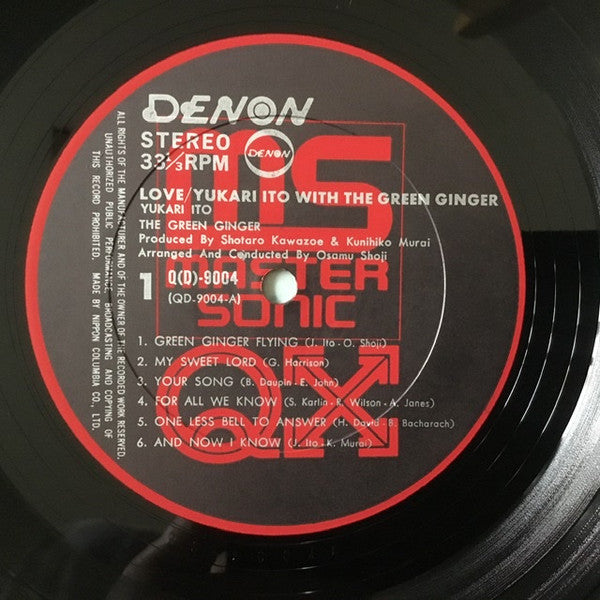 DENON
STEREO
33⅓RPM
DENON
MS
LOVE/YUKARI ITO WITH THE GREEN GINGER
YUKARI ITO
THE GREEN GINGER
Produced By Shotaro Kawazoe & Kunihiko Murai
Arranged And Conducted By Osamu Shoji
1
Q(D)-9004
(QD-9004-A)
MASTER
SONIC
1. GREEN GINGER FLYING (J. Ito - O. Shoji)
2. MY SWEET LORD (G. Harrison)
3. YOUR SONG (B. Daupin - E. John)
4. FOR ALL WE KNOW (S. Karlin - R. Wilson - A. Janes)
5. ONE LESS BELL TO ANSWER (H. David - B. Bacharach)
6. AND NOW I KNOW (J. Ito - K. Murai)
QX
ALL RIGHTS OF THE MANUFACTURER AND OF THE OWNER OF THE RECORDED WORK RESERVED.
UNAUTHORIZED PUBLIC PERFORMANCE, BROADCASTING AND COPYING OF
THIS RECORD PROHIBITED. MADE BY NIPPON COLUMBIA CO., LTD.